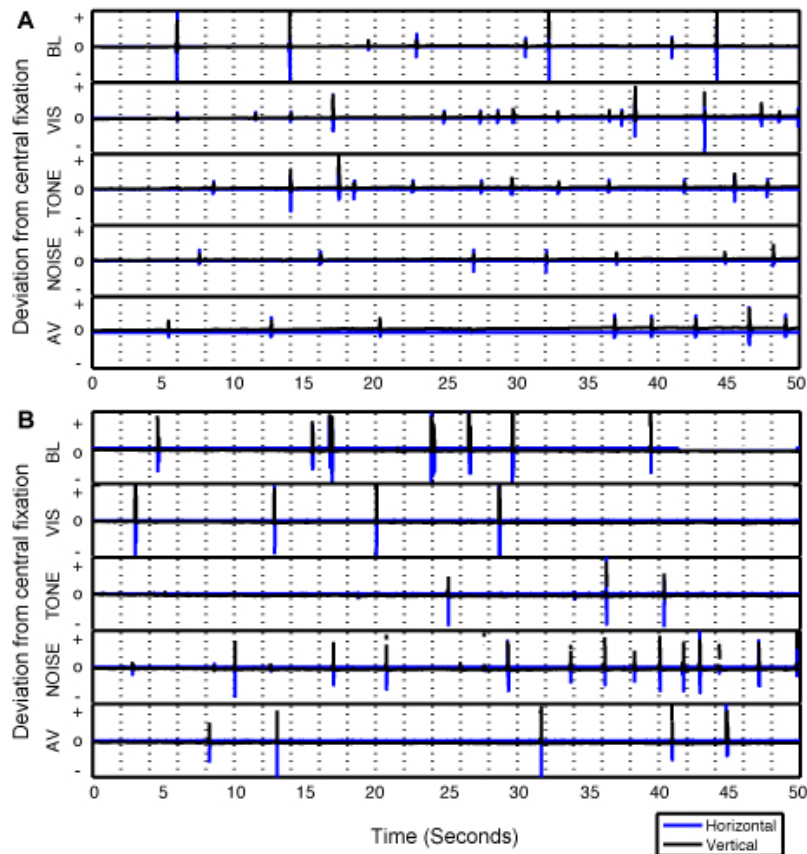 A
Deviation from central fixation
BL
+
0
-
VIS
+
0
-
TONE
+
0
-
NOISE
+
0
-
AV
+
0
-
0 5 10 15 20 25 30 35 40 45 50
B
Deviation from central fixation
BL
+
0
-
VIS
+
0
-
TONE
+
0
-
NOISE
+
0
-
AV
+
0
-
0 5 10 15 20 25 30 35 40 45 50
Time (Seconds)
Horizontal
Vertical